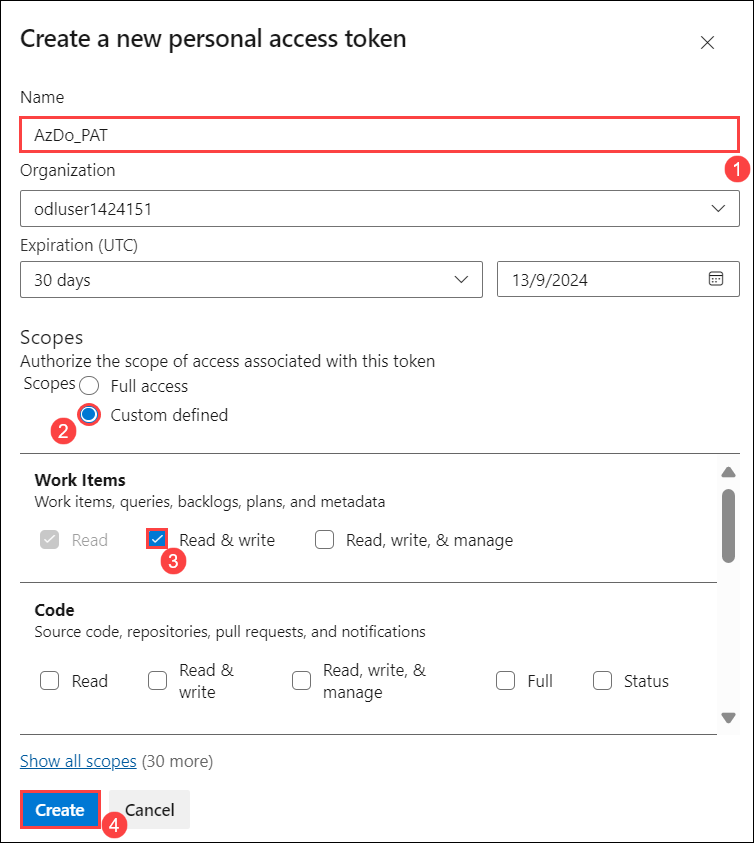 Create a new personal access token
Name
AzDo_PAT
1
Organization
odluser1424151
Expiration (UTC)
30 days
13/9/2024
Scopes
Authorize the scope of access associated with this token
Scopes Full access
2 Custom defined
Work Items
Work items, queries, backlogs, plans, and metadata
Read Read & write Read, write, & manage
3
Code
Source code, repositories, pull requests, and notifications
Read Read & write Read, write, & manage Full Status
Show all scopes (30 more)
Create Cancel
4